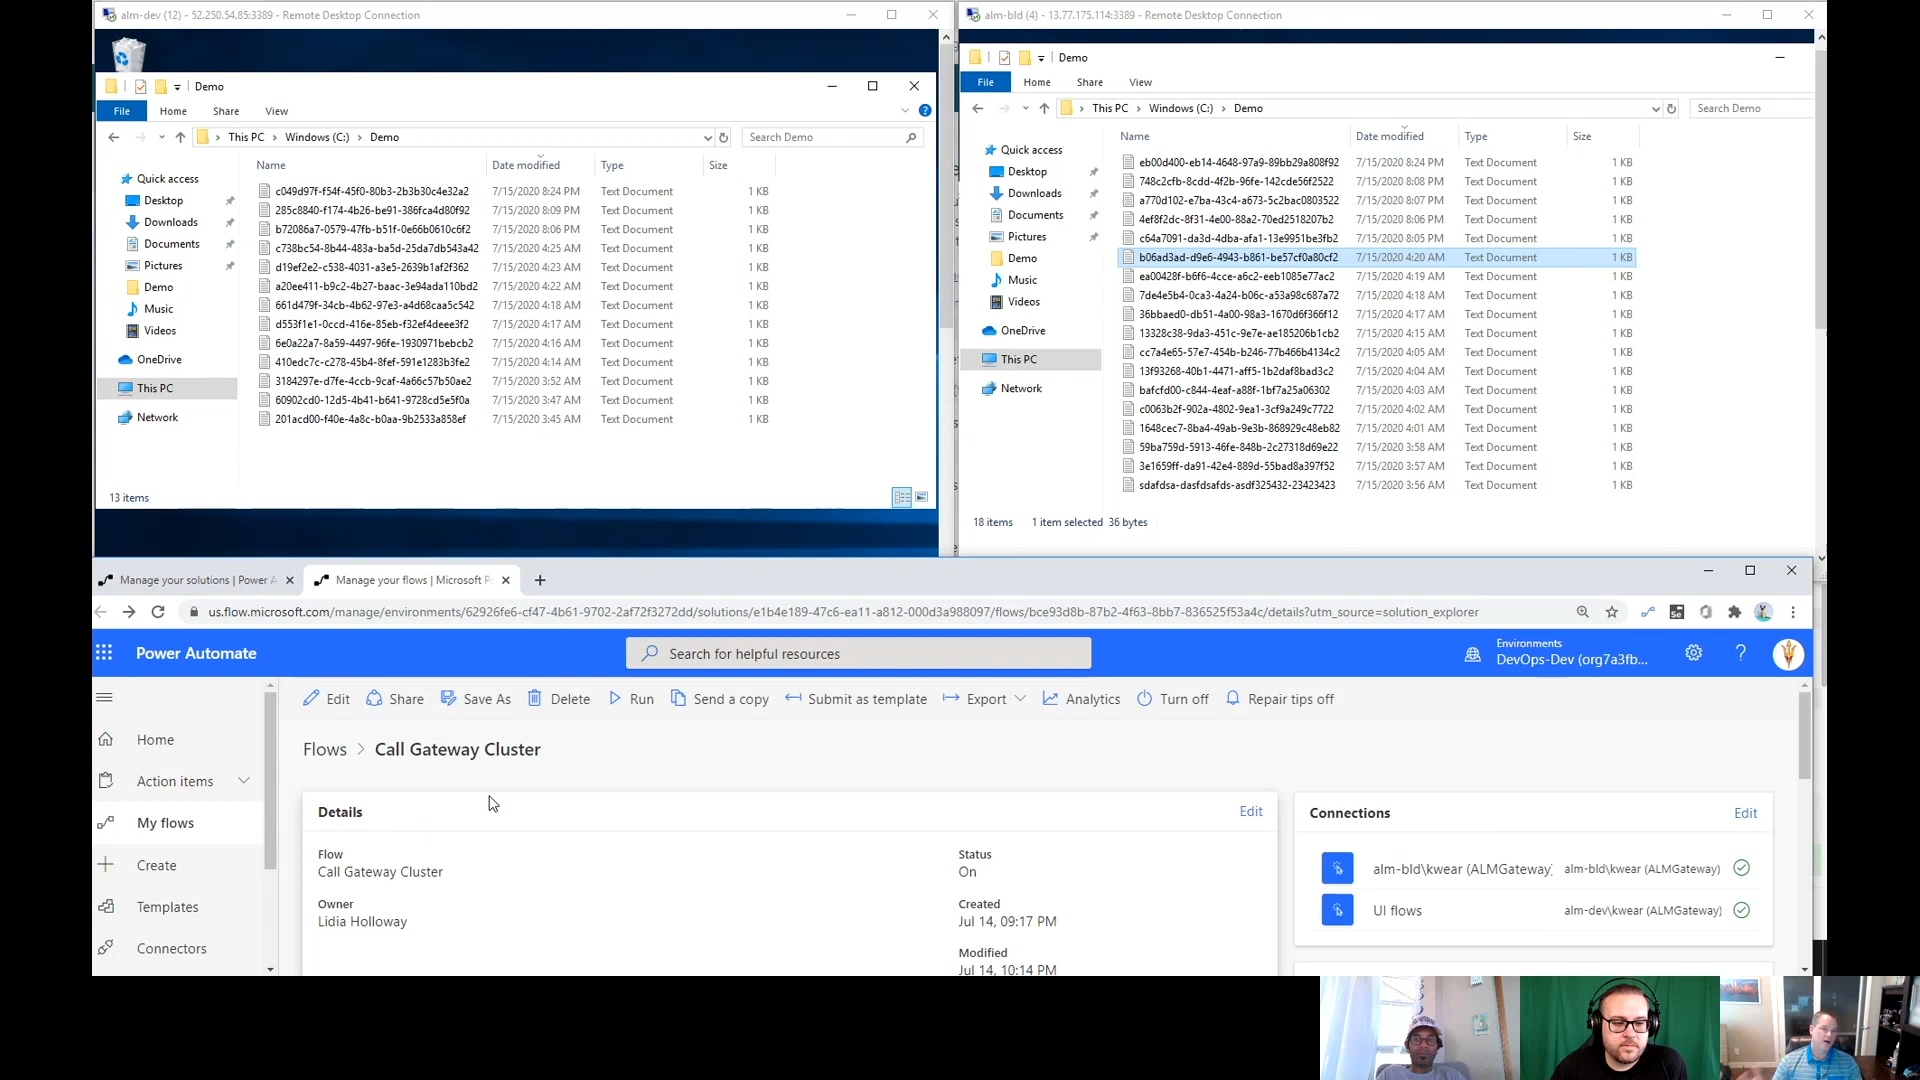 alm-dev (12) - 52.250.54.85:3389 - Remote Desktop Connection
Demo
File Home Share View
This PC > Windows (C:) > Demo
Search Demo
Name Date modified Type Size
Quick access
Desktop
Downloads
Documents
Pictures
Demo
Music
Videos
OneDrive
This PC
Network
c049d97f-f54f-45f0-80b3-2b3b30c4e32a2 7/15/2020 8:24 PM Text Document 1 KB
285c8840-f174-4b26-be91-386fca4d80f92 7/15/2020 8:09 PM Text Document 1 KB
b72086a7-0579-47fb-b51f-0e66b0610c6f2 7/15/2020 8:06 PM Text Document 1 KB
c738bc54-8b44-483a-ba5d-25da7db543a42 7/15/2020 4:25 AM Text Document 1 KB
d19ef2e2-c538-4031-a3e5-2639b1af2f362 7/15/2020 4:23 AM Text Document 1 KB
a20ee411-b9c2-4b27-baac-3e94ada110bd2 7/15/2020 4:22 AM Text Document 1 KB
661d479f-34cb-4b62-97e3-a4d68caa5c542 7/15/2020 4:18 AM Text Document 1 KB
d553f1e1-0ccd-416e-85eb-f32ef4deee3f2 7/15/2020 4:17 AM Text Document 1 KB
6e0a22a7-8a59-4497-96fe-1930971bebcb2 7/15/2020 4:16 AM Text Document 1 KB
410edc7c-c278-45b4-8fef-591e1283b3fe2 7/15/2020 4:14 AM Text Document 1 KB
3184297e-d7fe-4ccb-9caf-4a66c57b50ae2 7/15/2020 3:52 AM Text Document 1 KB
60902cd0-12d5-4b41-b641-9728cd5e5f0a 7/15/2020 3:47 AM Text Document 1 KB
201acd00-f40e-4a8c-b0aa-9b2533a858ef 7/15/2020 3:45 AM Text Document 1 KB
13 items
alm-bld (4) - 13.77.175.114:3389 - Remote Desktop Connection
Demo
File Home Share View
This PC > Windows (C:) > Demo
Search Demo
Name Date modified Type Size
Quick access
Desktop
Downloads
Documents
Pictures
Demo
Music
Videos
OneDrive
This PC
Network
eb00d400-eb14-4648-97a9-89bb29a808f92 7/15/2020 8:24 PM Text Document 1 KB
748c2cfb-8cdd-4f2b-96fe-142cde56f2522 7/15/2020 8:08 PM Text Document 1 KB
a770d102-e7ba-43c4-a673-5c2bac0803522 7/15/2020 8:07 PM Text Document 1 KB
4ef8f2dc-8f31-4e00-88a2-70ed2518207b2 7/15/2020 8:06 PM Text Document 1 KB
c64a7091-da3d-4dba-afa1-13e9951be3fb2 7/15/2020 8:05 PM Text Document 1 KB
b06ad3ad-d9e6-4943-b861-be57cf0a80cf2 7/15/2020 4:20 AM Text Document 1 KB
ea00428f-b6f6-4cce-a6c2-eeb1085e77ac2 7/15/2020 4:19 AM Text Document 1 KB
7de4e5b4-0ca3-4a24-b06c-a53a98c687a72 7/15/2020 4:18 AM Text Document 1 KB
36bbaed0-db51-4a00-98a3-1670d6f366f12 7/15/2020 4:17 AM Text Document 1 KB
13328c38-9da3-451c-9e7e-ae185206b1cb2 7/15/2020 4:15 AM Text Document 1 KB
cc7a4e65-57e7-454b-b246-77b466b4134c2 7/15/2020 4:05 AM Text Document 1 KB
13f93268-40b1-4471-aff5-1b2daf8bad3c2 7/15/2020 4:04 AM Text Document 1 KB
bafcfd00-c844-4eaf-a88f-1bf7a25a06302 7/15/2020 4:03 AM Text Document 1 KB
c0063b2f-902a-4802-9ea1-3cf9a249c7722 7/15/2020 4:02 AM Text Document 1 KB
1648cec7-8ba4-49ab-9e3b-868929c48eb82 7/15/2020 4:01 AM Text Document 1 KB
59ba759d-5913-46fe-848b-2c27318d69e22 7/15/2020 3:58 AM Text Document 1 KB
3e1659ff-da91-42e4-889d-55bad8a397f52 7/15/2020 3:57 AM Text Document 1 KB
sdafdsa-dasfdsafds-asdf325432-23423423 7/15/2020 3:56 AM Text Document 1 KB
18 items 1 item selected 36 bytes
Manage your solutions | Power A
Manage your flows | Microsoft Po
us.flow.microsoft.com/manage/environments/62926fe6-cf47-4b61-9702-2af72f3272dd/solutions/e1b4e189-47c6-ea11-a812-000d3a988097/flows/bce93d8b-87b2-4f63-8bb7-836525f53a4c/details?utm_source=solution_explorer
Power Automate
Search for helpful resources
Environments
DevOps-Dev (org7a3fb...
Edit Share Save As Delete Run Send a copy Submit as template Export Analytics Turn off Repair tips off
Home
Action items
My flows
Create
Templates
Connectors
Flows > Call Gateway Cluster
Details Edit
Flow
Call Gateway Cluster
Owner
Lidia Holloway
Status
On
Created
Jul 14, 09:17 PM
Modified
Jul 14, 10:14 PM
Connections Edit
alm-bld\kwear (ALMGateway) alm-bld\kwear (ALMGateway)
UI flows alm-dev\kwear (ALMGateway)